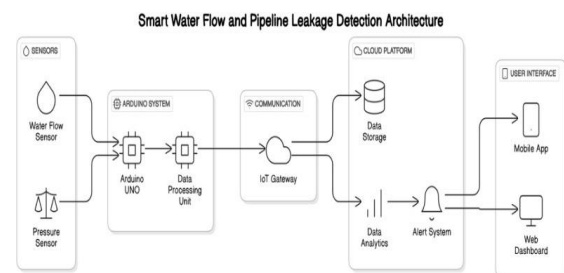 Smart Water Flow and Pipeline Leakage Detection Architecture
SENSORS
Water Flow
Sensor
Pressure
Sensor
ARDUINO SYSTEM
Arduino
UNO
Data
Processing
Unit
COMMUNICATION
IoT Gateway
CLOUD PLATFORM
Data
Storage
Data
Analytics
Alert System
USER INTERFACE
Mobile App
Web
Dashboard